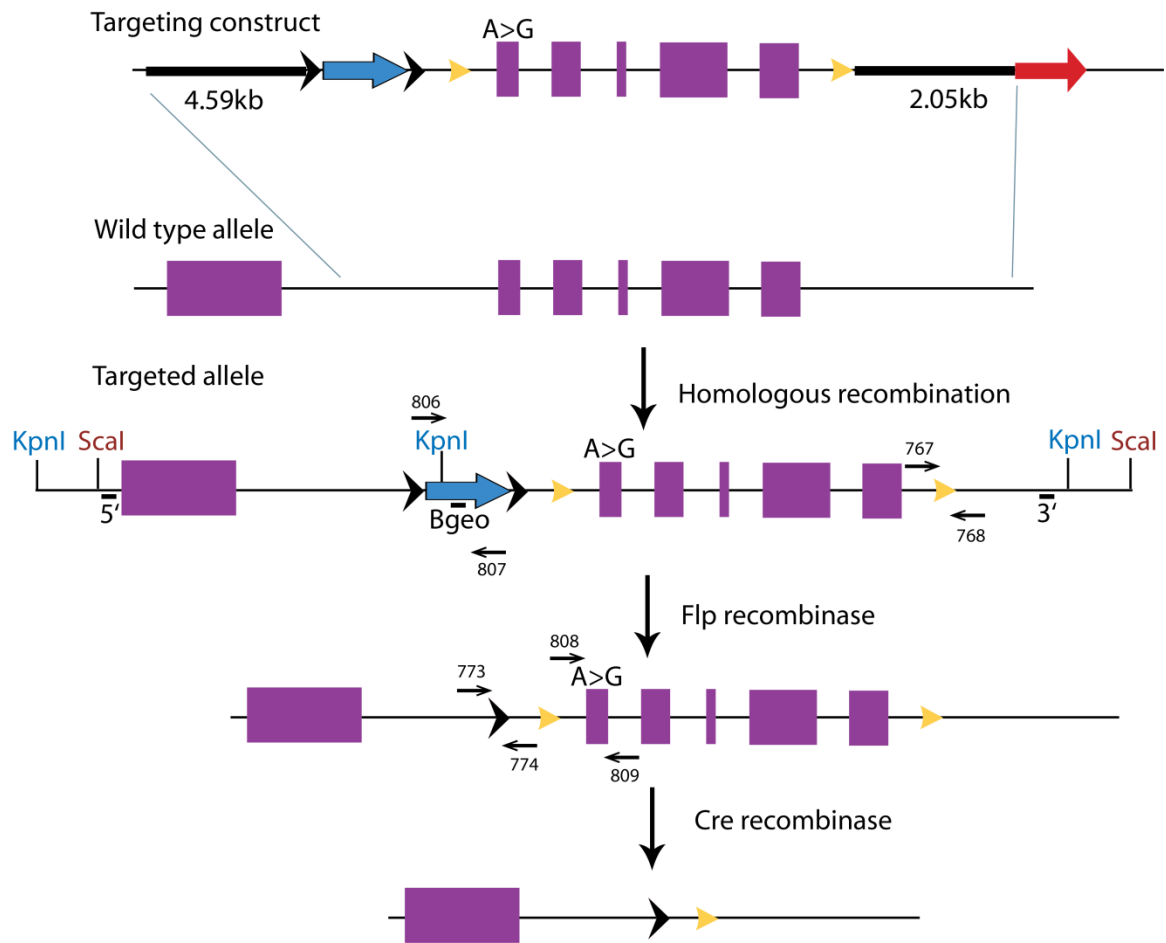 Targeting construct
A>G
4.59kb
2.05kb
Wild type allele
Targeted allele
Homologous recombination
806
KpnI
ScaI
KpnI
A>G
767
KpnI
ScaI
5‘
Bgeo
807
768
3‘
Flp recombinase
808
773
A>G
774
809
Cre recombinase